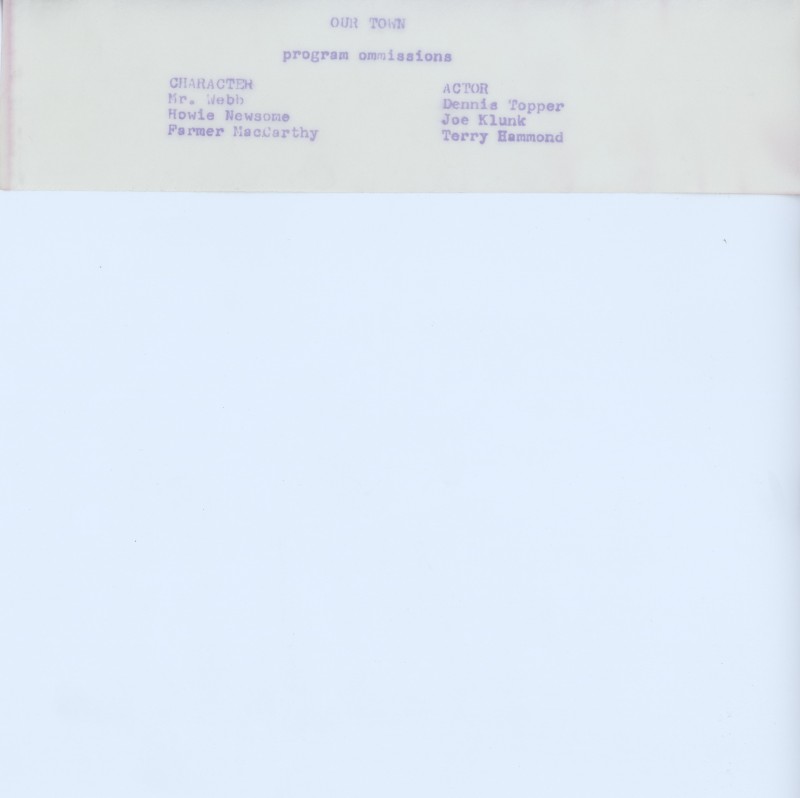 OUR TOWN
program ommissions
CHARACTER ACTOR
Mr. Webb Dennis Topper
Howie Newsome Joe Klunk
Farmer MacCarthy Terry Hammond